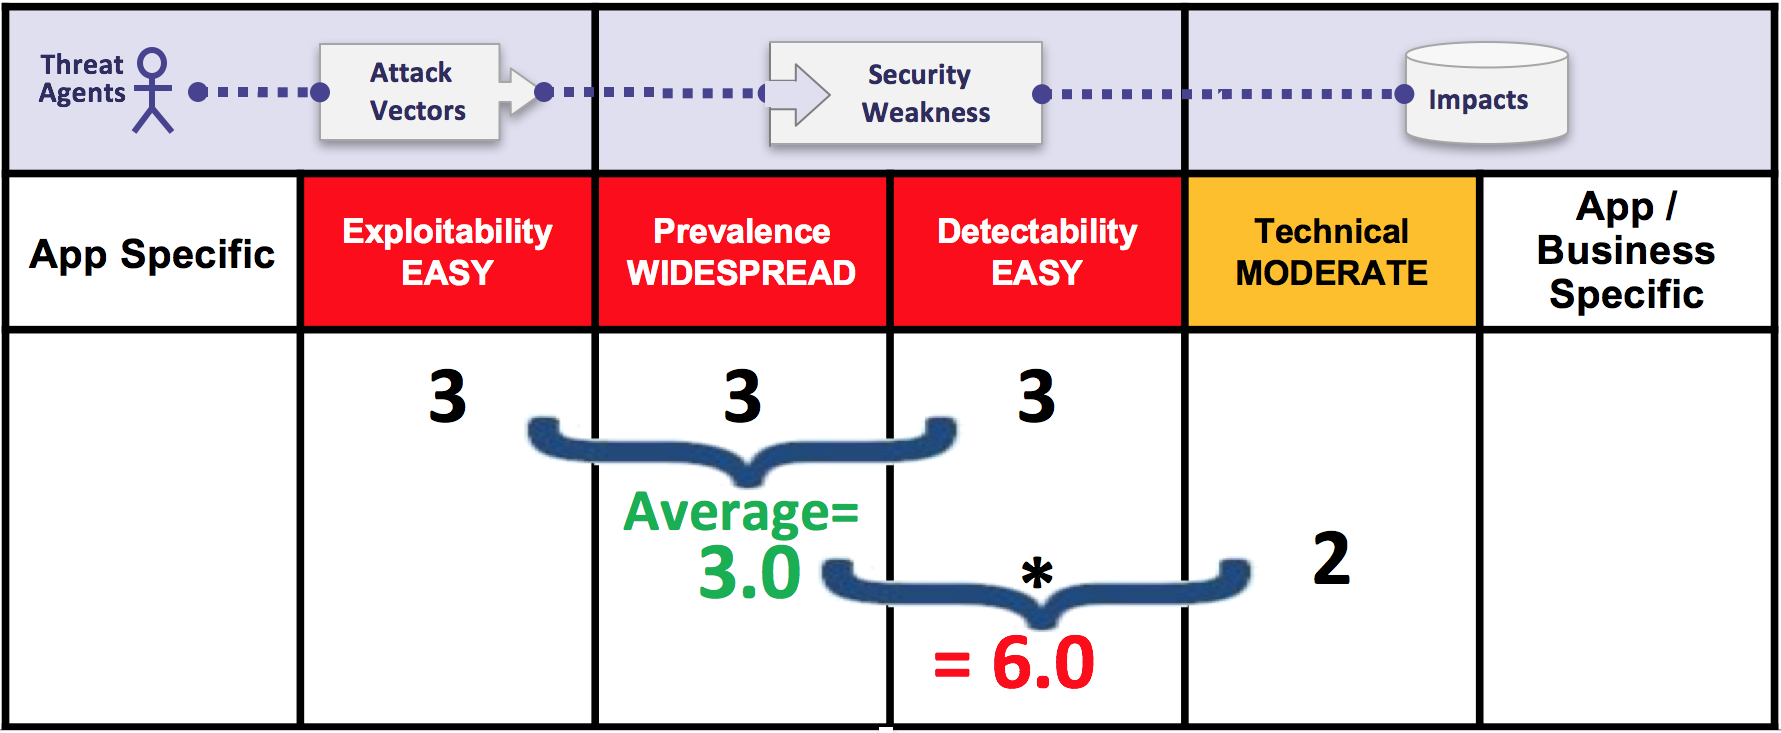 Threat
Agents
Attack
Vectors
Security
Weakness
Impacts
App Specific
Exploitability
EASY
Prevalence
WIDESPREAD
Detectability
EASY
Technical
MODERATE
App /
Business
Specific
3
3
3
Average=
3.0
*
2
= 6.0